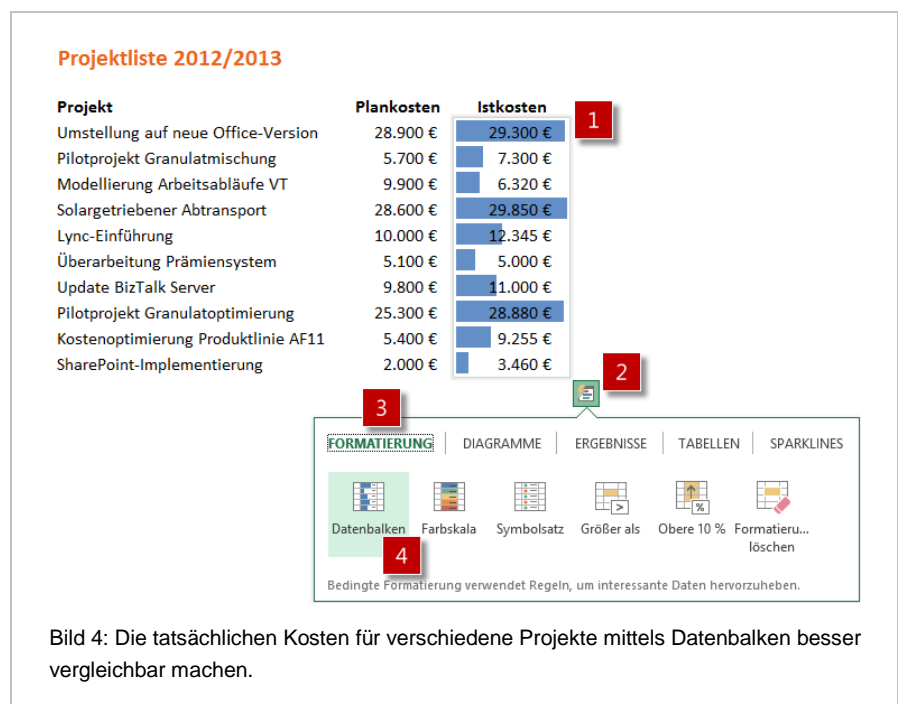 Projektliste 2012/2013
Projekt Plankosten Istkosten
1
Umstellung auf neue Office-Version 28.900 € 29.300 €
Pilotprojekt Granulatmischung 5.700 € 7.300 €
Modellierung Arbeitsabläufe VT 9.900 € 6.320 €
Solargetriebener Abtransport 28.600 € 29.850 €
Lync-Einführung 10.000 € 12.345 €
Überarbeitung Prämiensystem 5.100 € 5.000 €
Update BizTalk Server 9.800 € 11.000 €
Pilotprojekt Granulatoptimierung 25.300 € 28.880 €
Kostenoptimierung Produktlinie AF11 5.400 € 9.255 €
SharePoint-Implementierung 2.000 € 3.460 €
2
3
FORMATIERUNG DIAGRAMME ERGEBNISSE TABELLEN SPARKLINES
> %
Datenbalken Farbskala Symbolsatz Größer als Obere 10 % Formatieru...
löschen
4
Bedingte Formatierung verwendet Regeln, um interessante Daten hervorzuheben.
Bild 4: Die tatsächlichen Kosten für verschiedene Projekte mittels Datenbalken besser
vergleichbar machen.